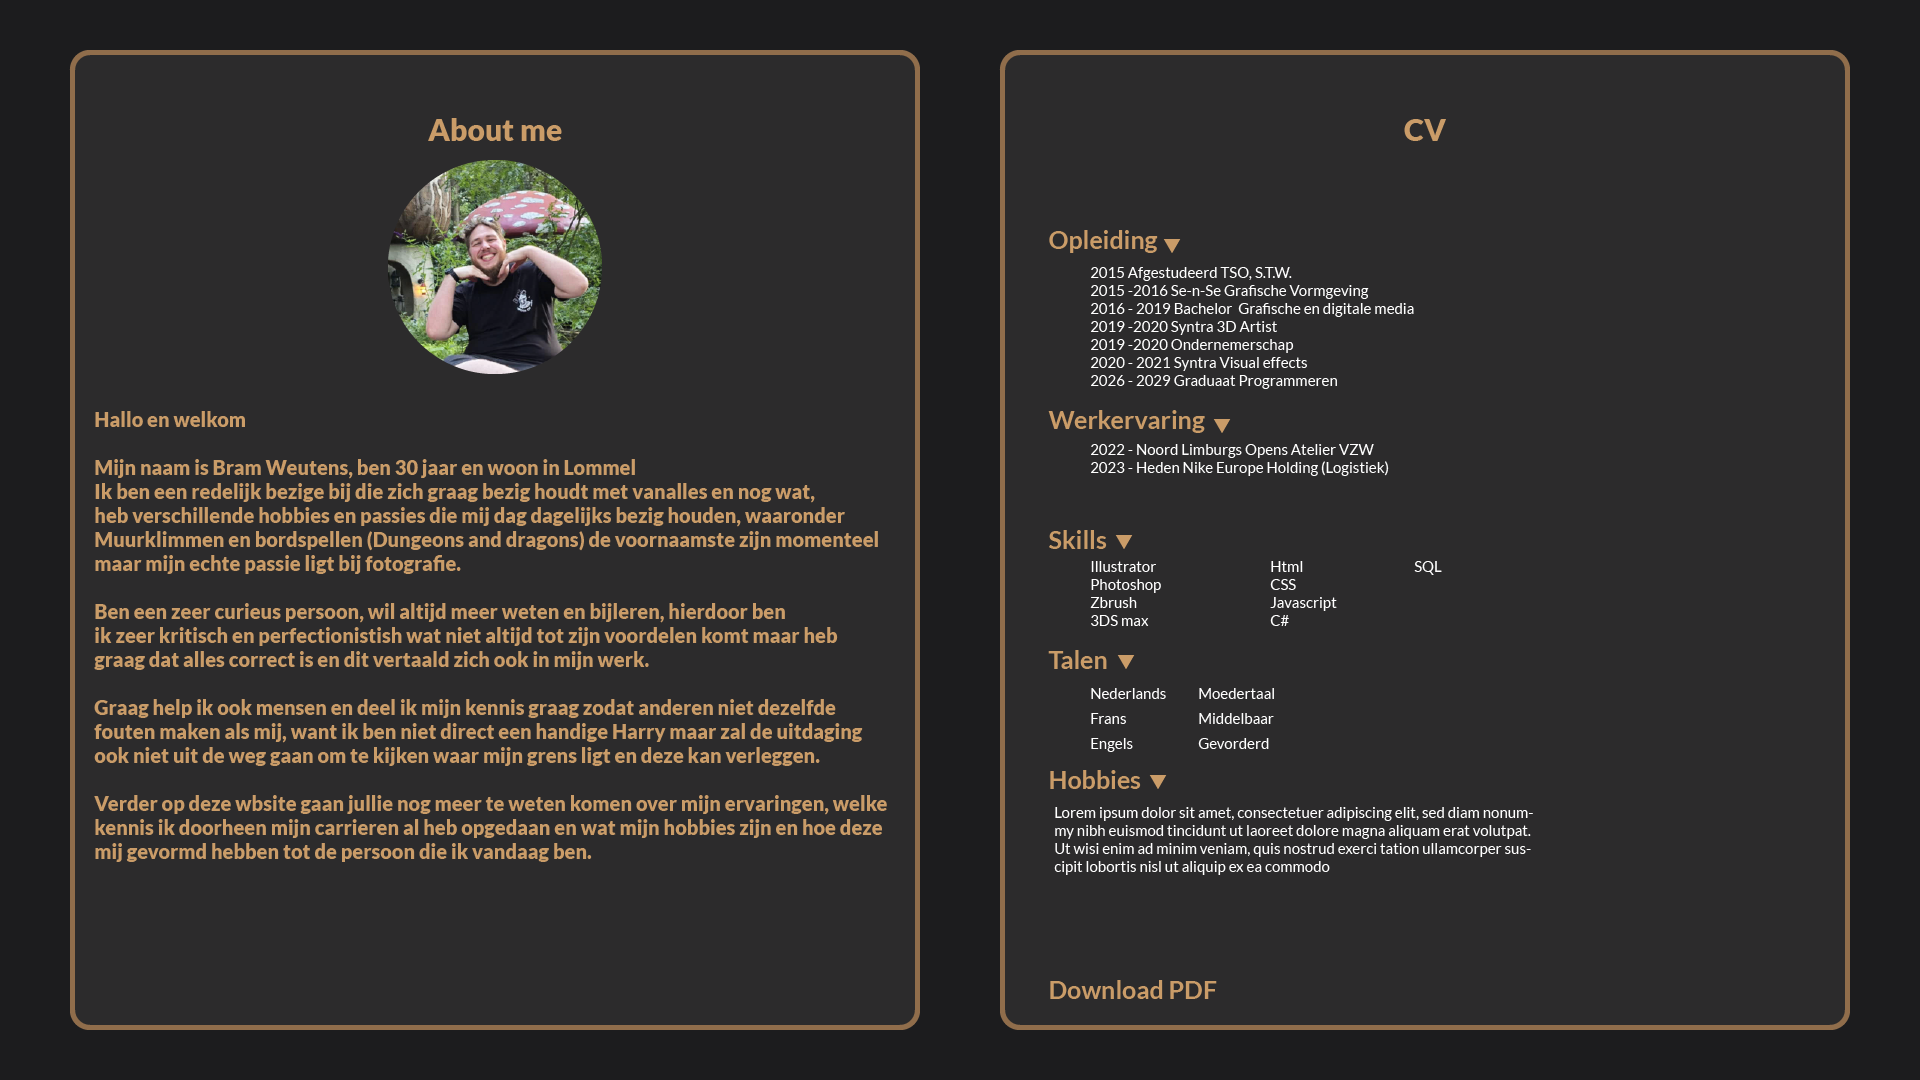 About me
Hallo en welkom
Mijn naam is Bram Weutens, ben 30 jaar en woon in Lommel
Ik ben een redelijk bezige bij die zich graag bezig houdt met vanalles en nog wat,
heb verschillende hobbies en passies die mij dag dagelijks bezig houden, waaronder
Muurklimmen en bordspellen (Dungeons and dragons) de voornaamste zijn momenteel
maar mijn echte passie ligt bij fotografie.
Ben een zeer curieus persoon, wil altijd meer weten en bijleren, hierdoor ben
ik zeer kritisch en perfectionistish wat niet altijd tot zijn voordelen komt maar heb
graag dat alles correct is en dit vertaald zich ook in mijn werk.
Graag help ik ook mensen en deel ik mijn kennis graag zodat anderen niet dezelfde
fouten maken als mij, want ik ben niet direct een handige Harry maar zal de uitdaging
ook niet uit de weg gaan om te kijken waar mijn grens ligt en deze kan verleggen.
Verder op deze wbsite gaan jullie nog meer te weten komen over mijn ervaringen, welke
kennis ik doorheen mijn carrieren al heb opgedaan en wat mijn hobbies zijn en hoe deze
mij gevormd hebben tot de persoon die ik vandaag ben.
CV
Opleiding
2015 Afgestudeerd TSO, S.T.W.
2015 -2016 Se-n-Se Grafische Vormgeving
2016 - 2019 Bachelor  Grafische en digitale media
2019 -2020 Syntra 3D Artist
2019 -2020 Ondernemerschap
2020 - 2021 Syntra Visual effects
2026 - 2029 Graduaat Programmeren
Werkervaring
2022 - Noord Limburgs Opens Atelier VZW
2023 - Heden Nike Europe Holding (Logistiek)
Skills
Illustrator Html SQL
Photoshop CSS
Zbrush Javascript
3DS max C#
Talen
Nederlands Moedertaal
Frans Middelbaar
Engels Gevorderd
Hobbies
Lorem ipsum dolor sit amet, consectetuer adipiscing elit, sed diam nonum-
my nibh euismod tincidunt ut laoreet dolore magna aliquam erat volutpat.
Ut wisi enim ad minim veniam, quis nostrud exerci tation ullamcorper sus-
cipit lobortis nisl ut aliquip ex ea commodo
Download PDF